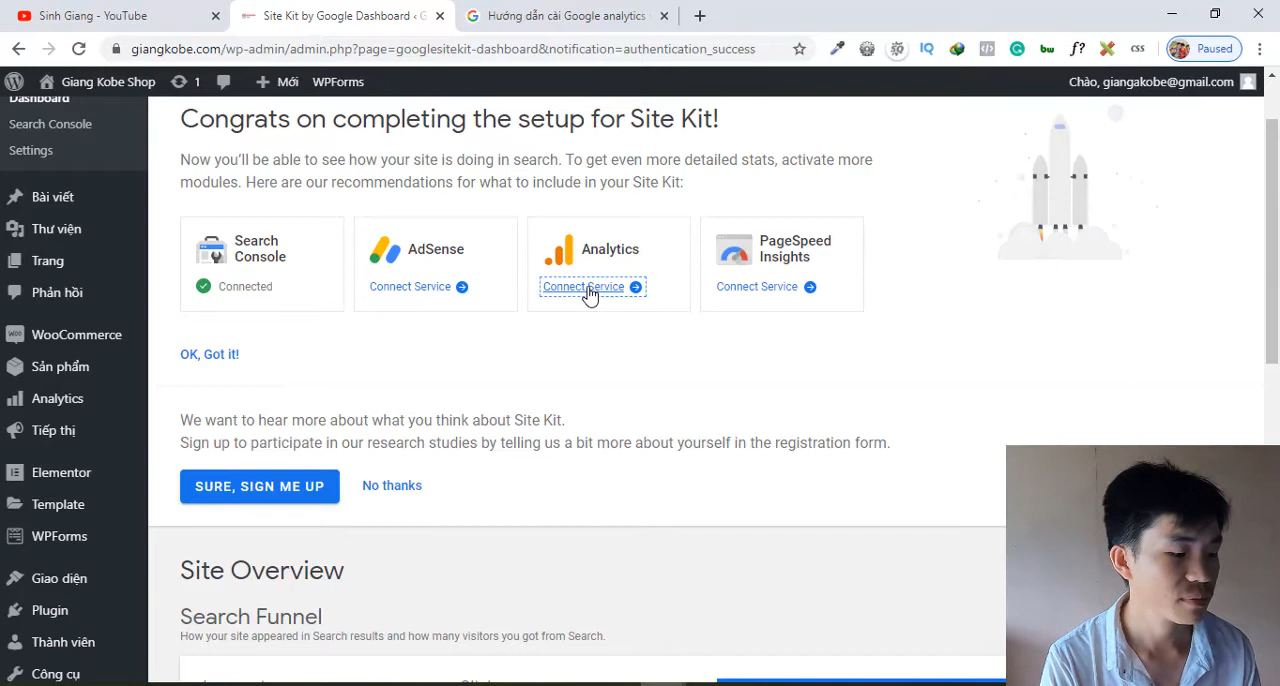 Sinh Giang - YouTube
Site Kit by Google Dashboard ‹ G
Hướng dẫn cài Google analytics
giangkobe.com/wp-admin/admin.php?page=googlesitekit-dashboard&notification=authentication_success
IQ
bw
f?
css
Paused
Giang Kobe Shop
1
Mới
WPForms
Chào, giangakobe@gmail.com
Dashboard
Search Console
Settings
Bài viết
Thư viện
Trang
Phản hồi
WooCommerce
Sản phẩm
Analytics
Tiếp thị
Elementor
Template
WPForms
Giao diện
Plugin
Thành viên
Công cụ
Congrats on completing the setup for Site Kit!
Now you'll be able to see how your site is doing in search. To get even more detailed stats, activate more
modules. Here are our recommendations for what to include in your Site Kit:
Search
Console
Connected
AdSense
Connect Service
Analytics
Connect Service
PageSpeed
Insights
Connect Service
OK, Got it!
We want to hear more about what you think about Site Kit.
Sign up to participate in our research studies by telling us a bit more about yourself in the registration form.
SURE, SIGN ME UP
No thanks
Site Overview
Search Funnel
How your site appeared in Search results and how many visitors you got from Search.